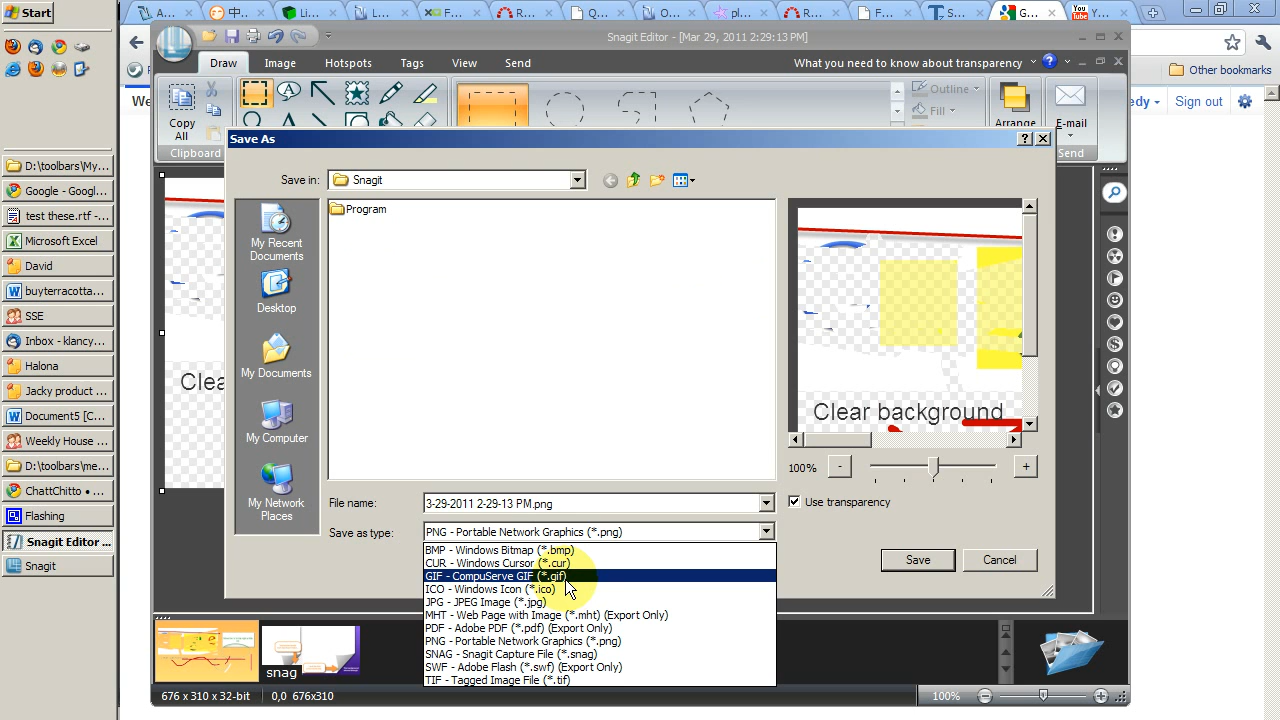 Start
Snagit Editor - [Mar 29, 2011 2:29:13 PM]
Draw
Image
Hotspots
Tags
View
Send
What you need to know about transparency
Other bookmarks
We
Sign out
Copy
All
Clipboard
Outline
Fill
Arrange
E-mail
Send
Save As
Save in:
Snagit
Program
My Recent
Documents
Desktop
My Documents
My Computer
My Network
Places
Clear background
Clea
100%
-
+
File name:
3-29-2011 2-29-13 PM.png
Use transparency
Save as type:
PNG - Portable Network Graphics (*.png)
BMP - Windows Bitmap (*.bmp)
CUR - Windows Cursor (*.cur)
GIF - CompuServe GIF (*.gif)
ICO - Windows Icon (*.ico)
JPG - JPEG Image (*.jpg)
MHT - Web Page with Image (*.mht) (Export Only)
PDF - Adobe PDF (*.pdf) (Export Only)
PNG - Portable Network Graphics (*.png)
SNAG - Snagit Capture File (*.snag)
SWF - Adobe Flash (*.swf) (Export Only)
TIF - Tagged Image File (*.tif)
Save
Cancel
D:\toolbars\My...
Google - Google...
test these.rtf - ...
Microsoft Excel
David
buyterracotta...
SSE
Inbox - klancy...
Halona
Jacky product ...
Document5 [C...
Weekly House ...
D:\toolbars\me...
ChattChitto • ...
Flashing
Snagit Editor ...
Snagit
snag
676 x 310 x 32-bit
0,0 676x310
100%